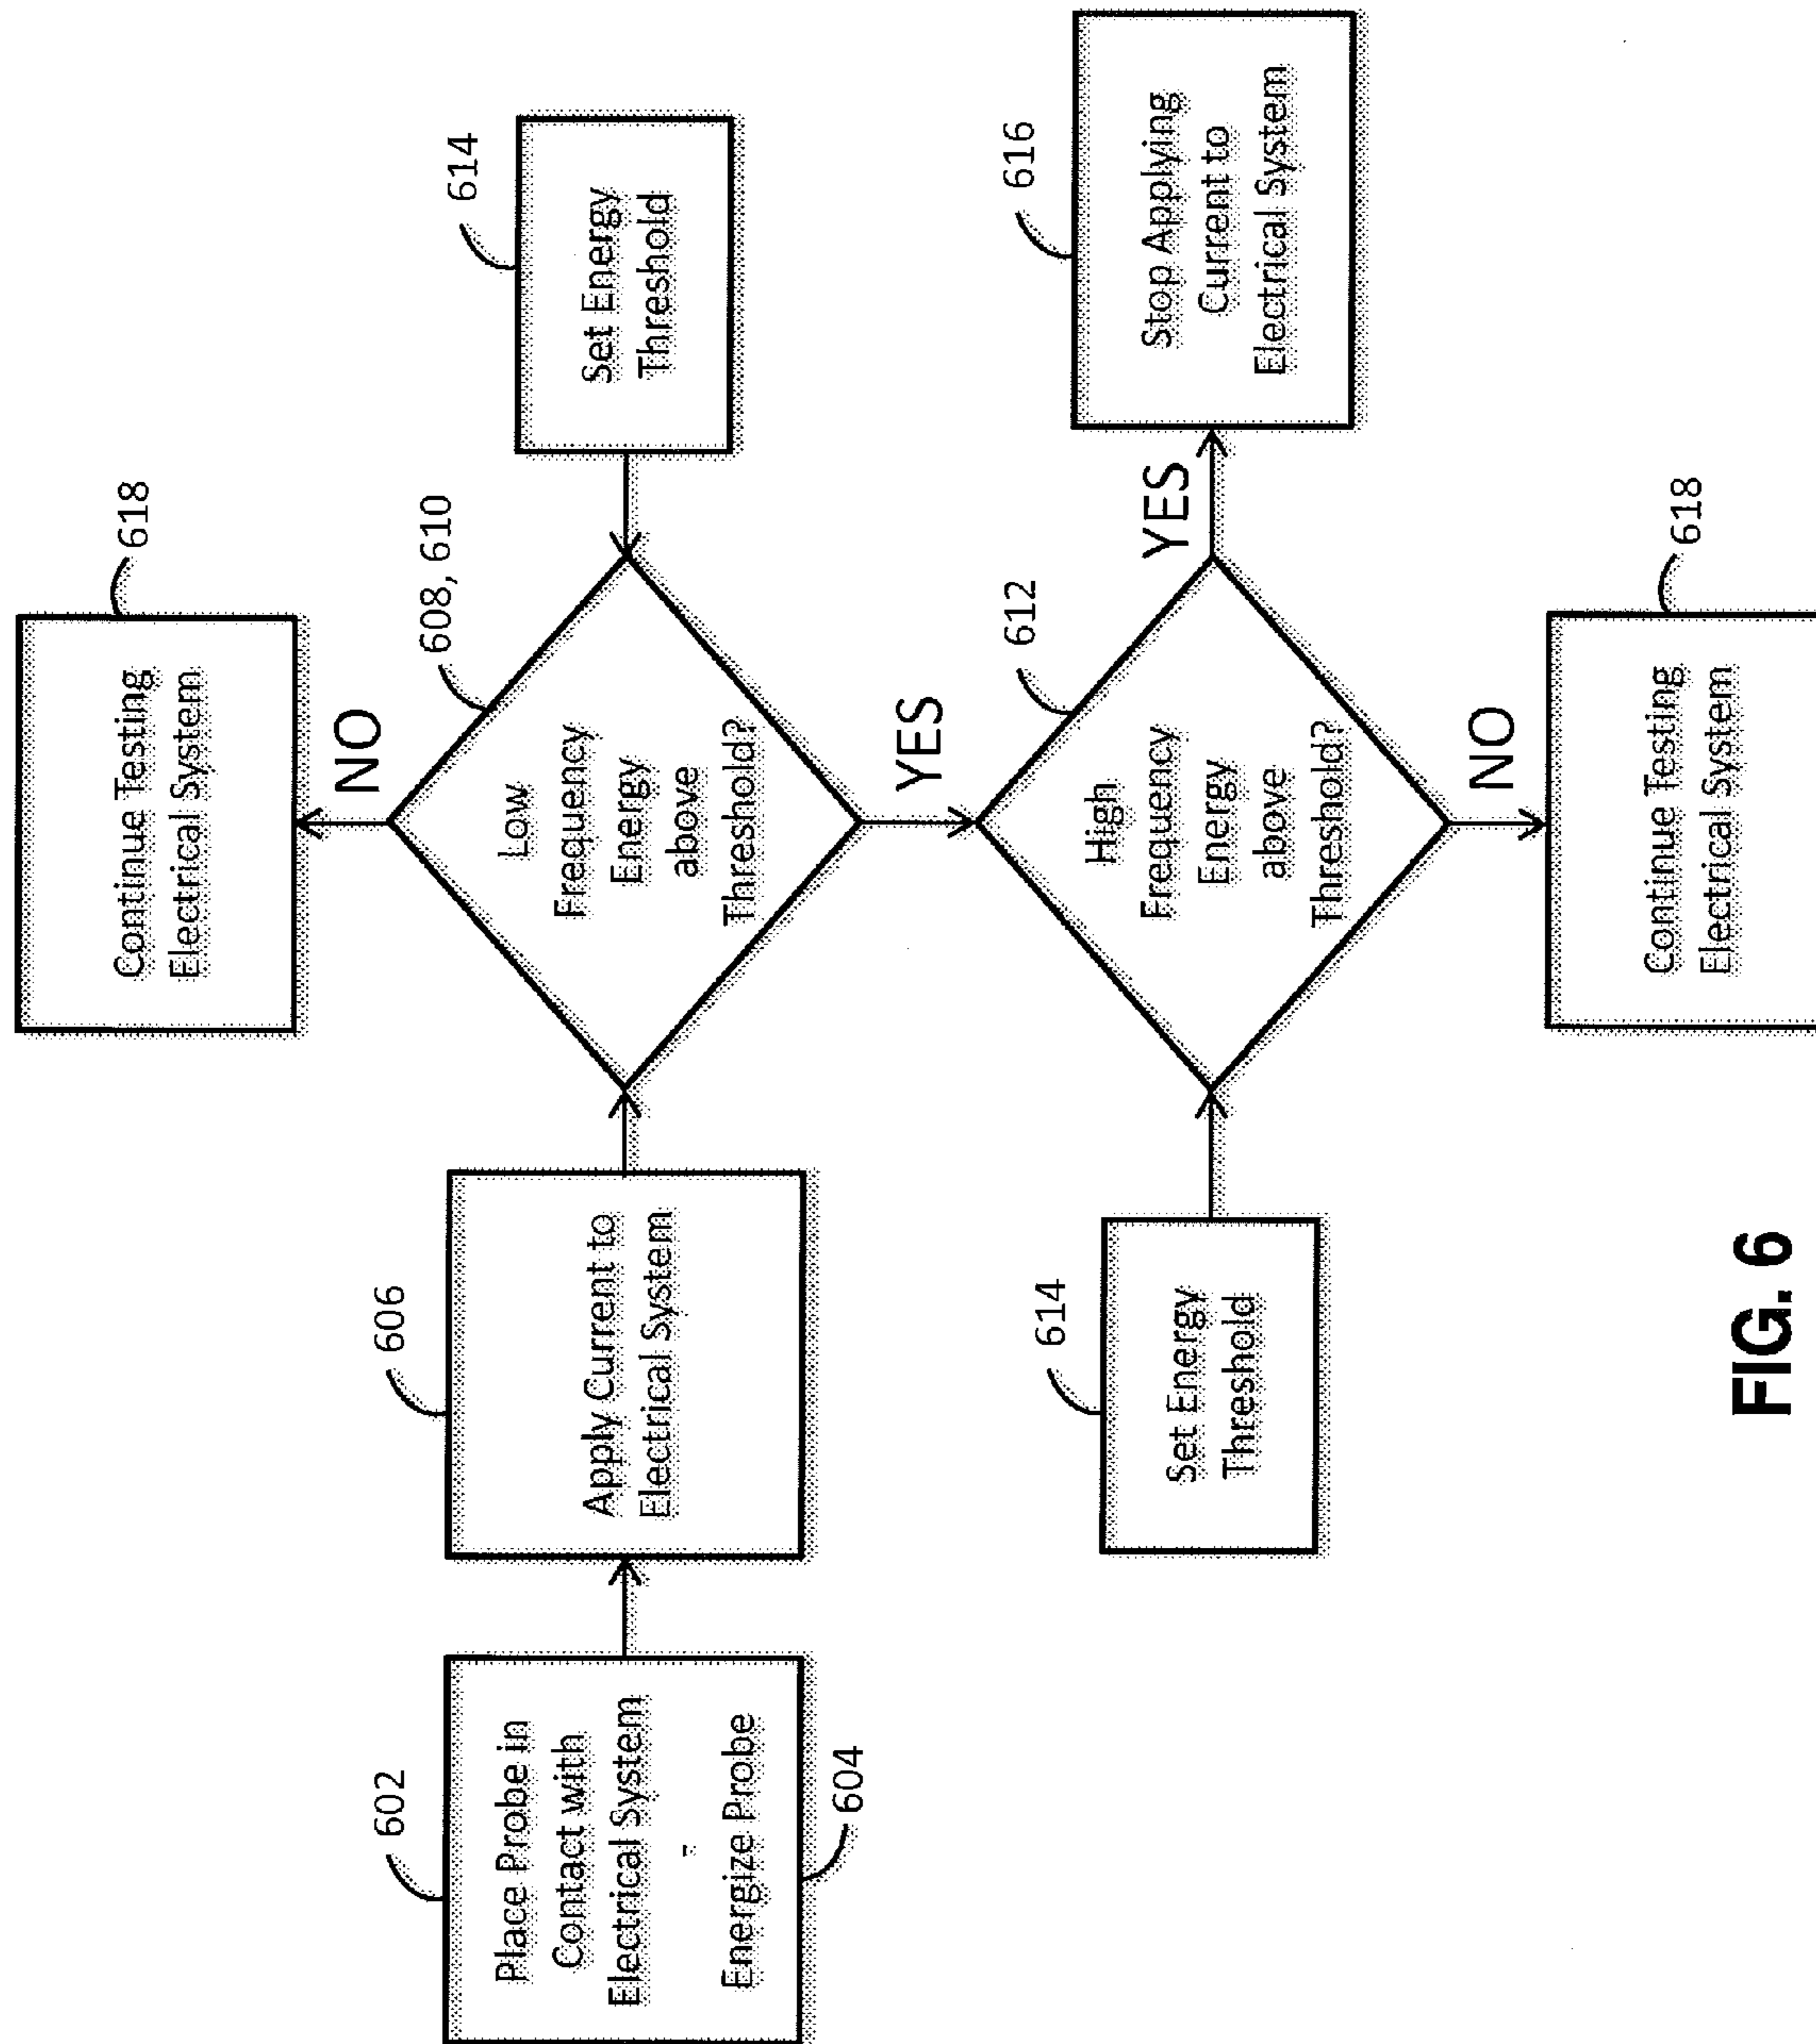 602
Place Probe in
Contact with
Electrical System
-
Energize Probe
604
606
Apply Current to
Electrical System
618
Continue Testing
Electrical System
NO
608, 610
Low
Frequency
Energy
above
Threshold?
614
Set Energy
Threshold
YES
614
Set Energy
Threshold
612
High
Frequency
Energy
above
Threshold?
YES
616
Stop Applying
Current to
Electrical System
NO
618
Continue Testing
Electrical System
FIG. 6